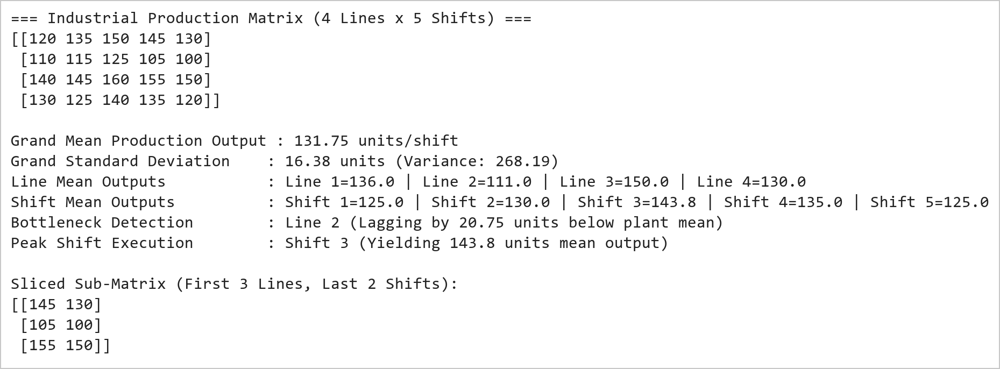 === Industrial Production Matrix (4 Lines x 5 Shifts) ===
[[120 135 150 145 130]
 [110 115 125 105 100]
 [140 145 160 155 150]
 [130 125 140 135 120]]

Grand Mean Production Output : 131.75 units/shift
Grand Standard Deviation    : 16.38 units (Variance: 268.19)
Line Mean Outputs           : Line 1=136.0 | Line 2=111.0 | Line 3=150.0 | Line 4=130.0
Shift Mean Outputs          : Shift 1=125.0 | Shift 2=130.0 | Shift 3=143.8 | Shift 4=135.0 | Shift 5=125.0
Bottleneck Detection        : Line 2 (Lagging by 20.75 units below plant mean)
Peak Shift Execution        : Shift 3 (Yielding 143.8 units mean output)

Sliced Sub-Matrix (First 3 Lines, Last 2 Shifts):
[[145 130]
 [105 100]
 [155 150]]